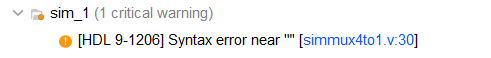 sim_1 (1 critical warning)
[HDL 9-1206] Syntax error near "" [simmux4to1.v:30]